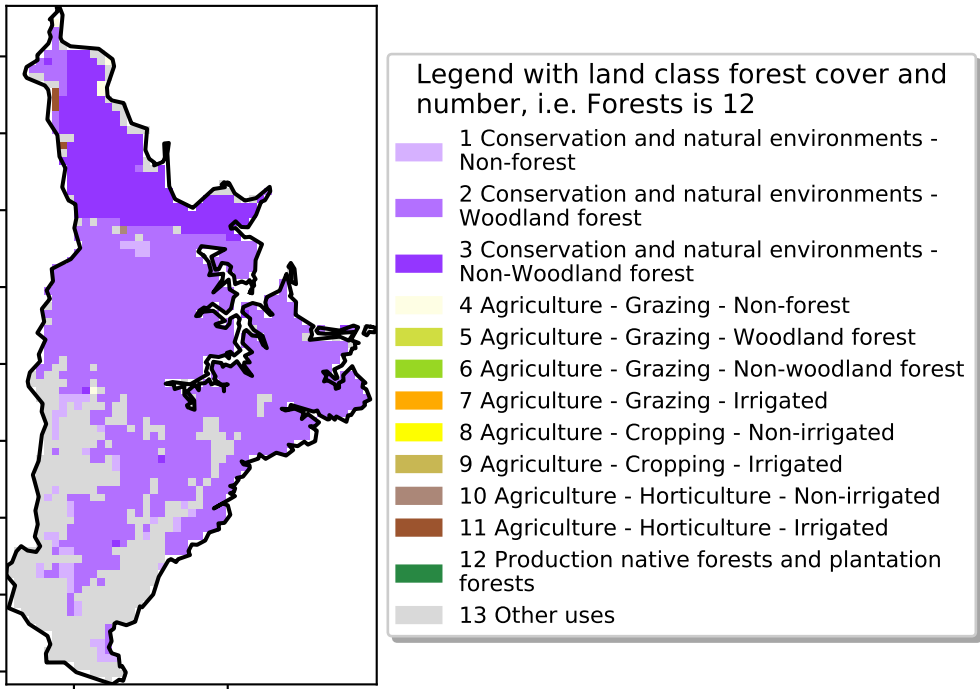 Legend with land class forest cover and
number, i.e. Forests is 12
1 Conservation and natural environments -
Non-forest
2 Conservation and natural environments -
Woodland forest
3 Conservation and natural environments -
Non-Woodland forest
4 Agriculture - Grazing - Non-forest
5 Agriculture - Grazing - Woodland forest
6 Agriculture - Grazing - Non-woodland forest
7 Agriculture - Grazing - Irrigated
8 Agriculture - Cropping - Non-irrigated
9 Agriculture - Cropping - Irrigated
10 Agriculture - Horticulture - Non-irrigated
11 Agriculture - Horticulture - Irrigated
12 Production native forests and plantation
forests
13 Other uses